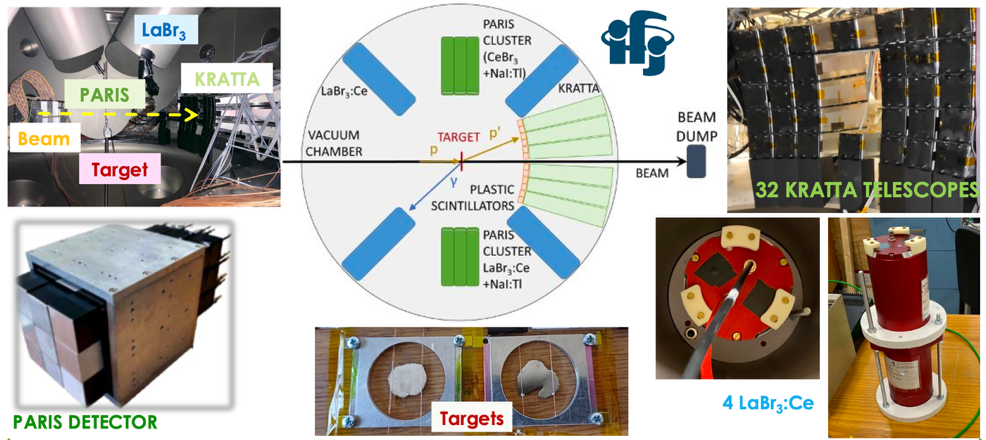 LaBr₃
KRATTA
PARIS
Beam
Target
PARIS
CLUSTER
(CeBr₃
+NaI:Tl)
LaBr₃:Ce
KRATTA
VACUUM
CHAMBER
TARGET
p
p'
γ
BEAM
DUMP
BEAM
PLASTIC
SCINTILLATORS
PARIS
CLUSTER
LaBr₃:Ce
+NaI:Tl
ifj
32 KRATTA TELESCOPES
PARIS DETECTOR
Targets
4 LaBr₃:Ce